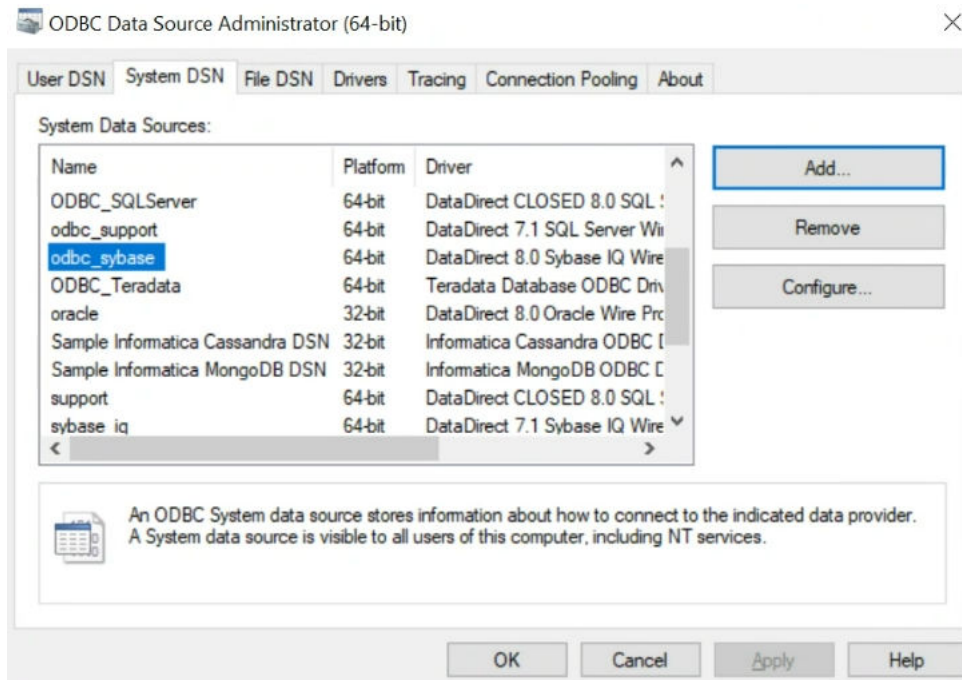 ODBC Data Source Administrator (64-bit)
User DSN System DSN File DSN Drivers Tracing Connection Pooling About
System Data Sources:
Name Platform Driver
ODBC_SQLServer 64-bit DataDirect CLOSED 8.0 SQL
odbc_support 64-bit DataDirect 7.1 SQL Server Wi
odbc_sybase 64-bit DataDirect 8.0 Sybase IQ Wire
ODBC_Teradata 64-bit Teradata Database ODBC Driv
oracle 32-bit DataDirect 8.0 Oracle Wire Pro
Sample Informatica Cassandra DSN 32-bit Informatica Cassandra ODBC
Sample Informatica MongoDB DSN 32-bit Informatica MongoDB ODBC
support 64-bit DataDirect CLOSED 8.0 SQL
sybase_iq 64-bit DataDirect 7.1 Sybase IQ Wire
Add...
Remove
Configure...
An ODBC System data source stores information about how to connect to the indicated data provider.
A System data source is visible to all users of this computer, including NT services.
OK Cancel Apply Help